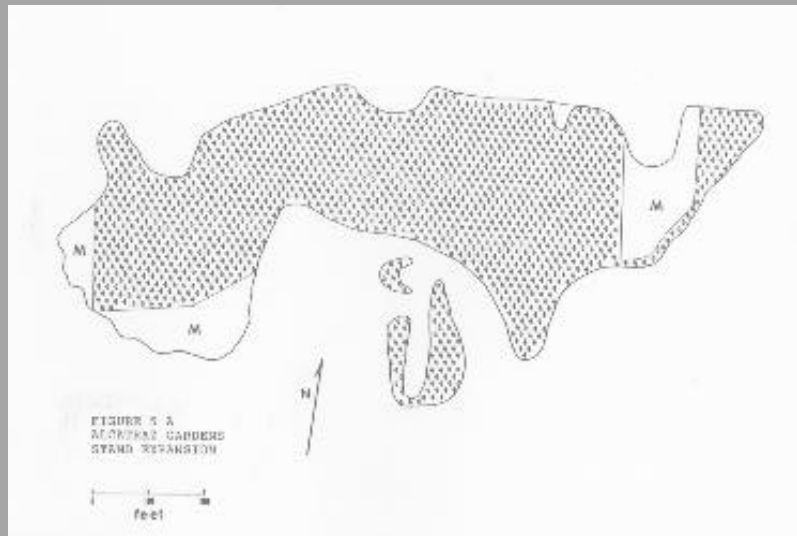 M
M
M
N
FIGURE 5 A
ALCATRAZ GARDENS
STAND EXPANSION
feet